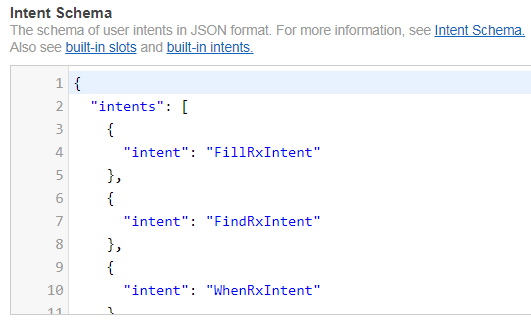 Intent Schema
The schema of user intents in JSON format. For more information, see Intent Schema.
Also see built-in slots and built-in intents.
1 {
2 "intents": [
3 {
4 "intent": "FillRxIntent"
5 },
6 {
7 "intent": "FindRxIntent"
8 },
9 {
10 "intent": "WhenRxIntent"
11 }